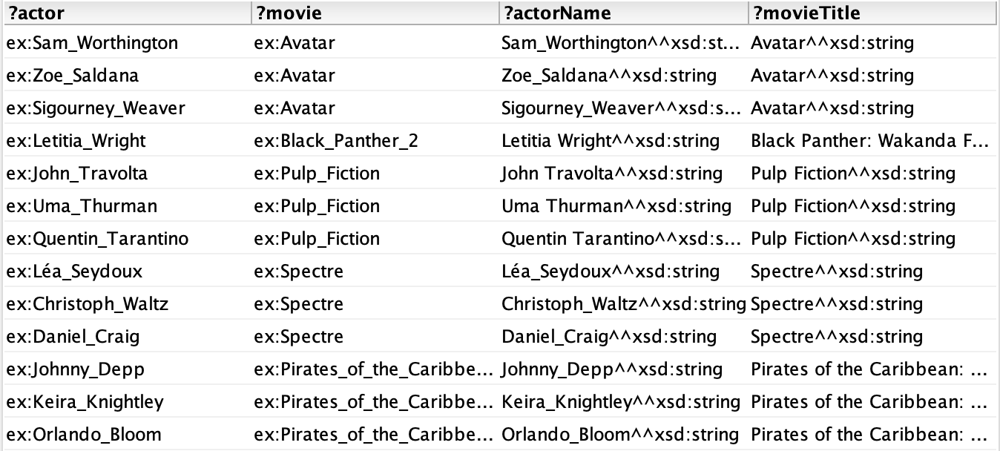 ?actor ?movie ?actorName ?movieTitle
ex:Sam_Worthington ex:Avatar Sam_Worthington^^xsd:st... Avatar^^xsd:string
ex:Zoe_Saldana ex:Avatar Zoe_Saldana^^xsd:string Avatar^^xsd:string
ex:Sigourney_Weaver ex:Avatar Sigourney_Weaver^^xsd:s... Avatar^^xsd:string
ex:Letitia_Wright ex:Black_Panther_2 Letitia Wright^^xsd:string Black Panther: Wakanda F...
ex:John_Travolta ex:Pulp_Fiction John Travolta^^xsd:string Pulp Fiction^^xsd:string
ex:Uma_Thurman ex:Pulp_Fiction Uma Thurman^^xsd:string Pulp Fiction^^xsd:string
ex:Quentin_Tarantino ex:Pulp_Fiction Quentin Tarantino^^xsd:s... Pulp Fiction^^xsd:string
ex:Léa_Seydoux ex:Spectre Léa_Seydoux^^xsd:string Spectre^^xsd:string
ex:Christoph_Waltz ex:Spectre Christoph_Waltz^^xsd:string Spectre^^xsd:string
ex:Daniel_Craig ex:Spectre Daniel_Craig^^xsd:string Spectre^^xsd:string
ex:Johnny_Depp ex:Pirates_of_the_Caribbe... Johnny_Depp^^xsd:string Pirates of the Caribbean: ...
ex:Keira_Knightley ex:Pirates_of_the_Caribbe... Keira_Knightley^^xsd:string Pirates of the Caribbean: ...
ex:Orlando_Bloom ex:Pirates_of_the_Caribbe... Orlando_Bloom^^xsd:string Pirates of the Caribbean: ...